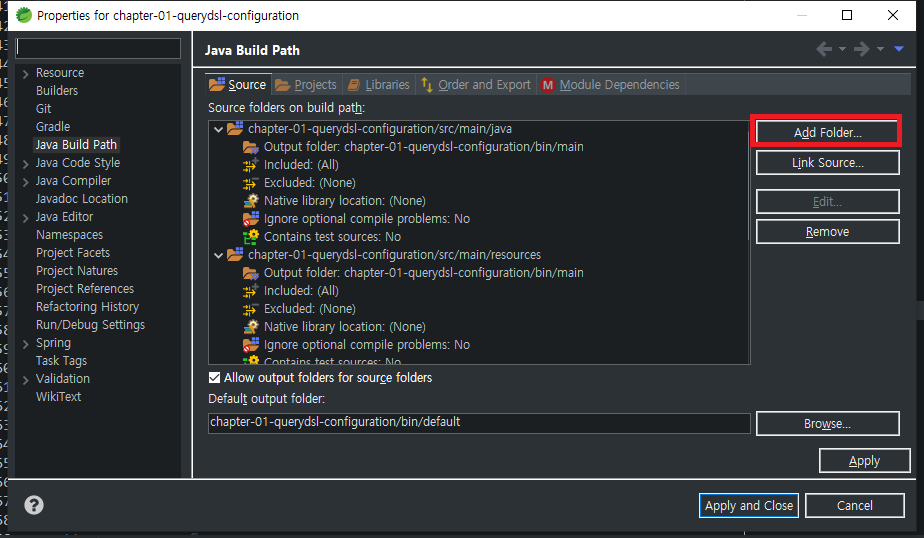 Properties for chapter-01-querydsl-configuration
Resource
Builders
Git
Gradle
Java Build Path
Java Code Style
Java Compiler
Javadoc Location
Java Editor
Namespaces
Project Facets
Project Natures
Project References
Refactoring History
Run/Debug Settings
Spring
Task Tags
Validation
WikiText
Java Build Path
Source Projects Libraries Order and Export M Module Dependencies
Source folders on build path:
chapter-01-querydsl-configuration/src/main/java
Output folder: chapter-01-querydsl-configuration/bin/main
Included: (All)
Excluded: (None)
Native library location: (None)
Ignore optional compile problems: No
Contains test sources: No
chapter-01-querydsl-configuration/src/main/resources
Output folder: chapter-01-querydsl-configuration/bin/main
Included: (All)
Excluded: (None)
Native library location: (None)
Ignore optional compile problems: No
Contains test sources: No
Add Folder...
Link Source...
Edit...
Remove
Allow output folders for source folders
Default output folder:
chapter-01-querydsl-configuration/bin/default
Browse...
Apply
?
Apply and Close
Cancel